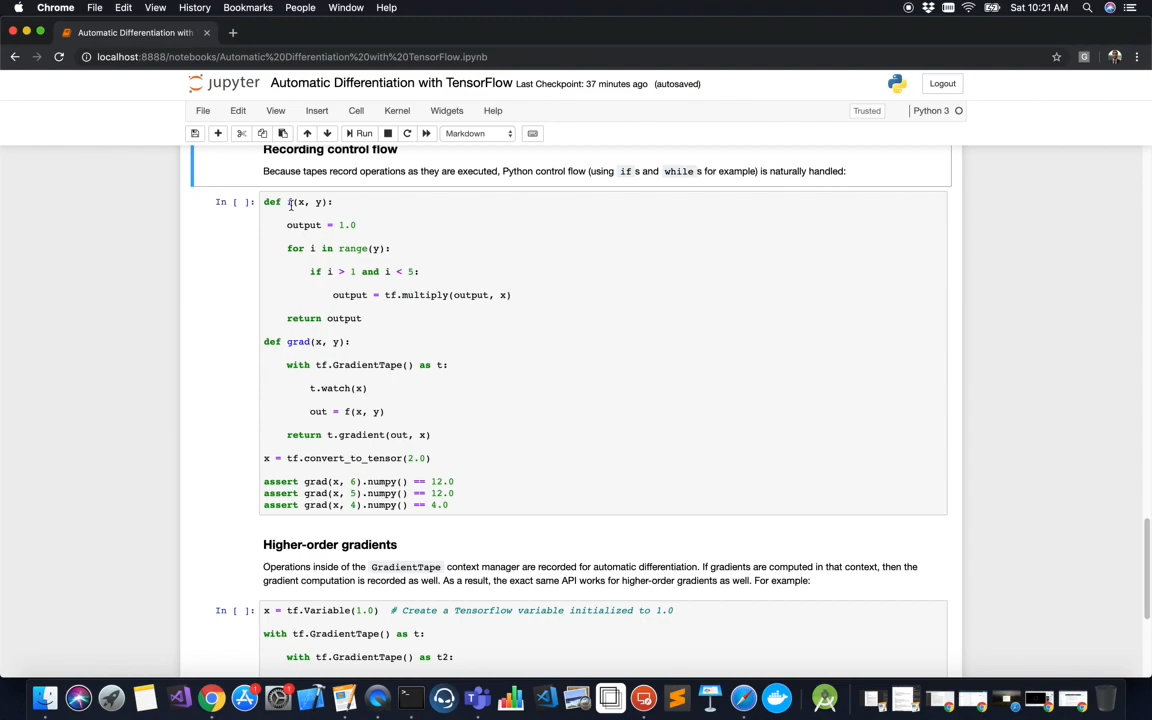 Chrome File Edit View History Bookmarks People Window Help Sat 10:21 AM
Automatic Differentiation with
localhost:8888/notebooks/Automatic%20Differentiation%20with%20TensorFlow.ipynb
jupyter Automatic Differentiation with TensorFlow Last Checkpoint: 37 minutes ago (autosaved) Logout
File Edit View Insert Cell Kernel Widgets Help Trusted Python 3
Run Markdown
Recording control flow
Because tapes record operations as they are executed, Python control flow (using if s and while s for example) is naturally handled:
In [ ]: def f(x, y):
output = 1.0
for i in range(y):
if i > 1 and i < 5:
output = tf.multiply(output, x)
return output
def grad(x, y):
with tf.GradientTape() as t:
t.watch(x)
out = f(x, y)
return t.gradient(out, x)
x = tf.convert_to_tensor(2.0)
assert grad(x, 6).numpy() == 12.0
assert grad(x, 5).numpy() == 12.0
assert grad(x, 4).numpy() == 4.0
Higher-order gradients
Operations inside of the GradientTape context manager are recorded for automatic differentiation. If gradients are computed in that context, then the
gradient computation is recorded as well. As a result, the exact same API works for higher-order gradients as well. For example:
In [ ]: x = tf.Variable(1.0) # Create a Tensorflow variable initialized to 1.0
with tf.GradientTape() as t:
with tf.GradientTape() as t2: